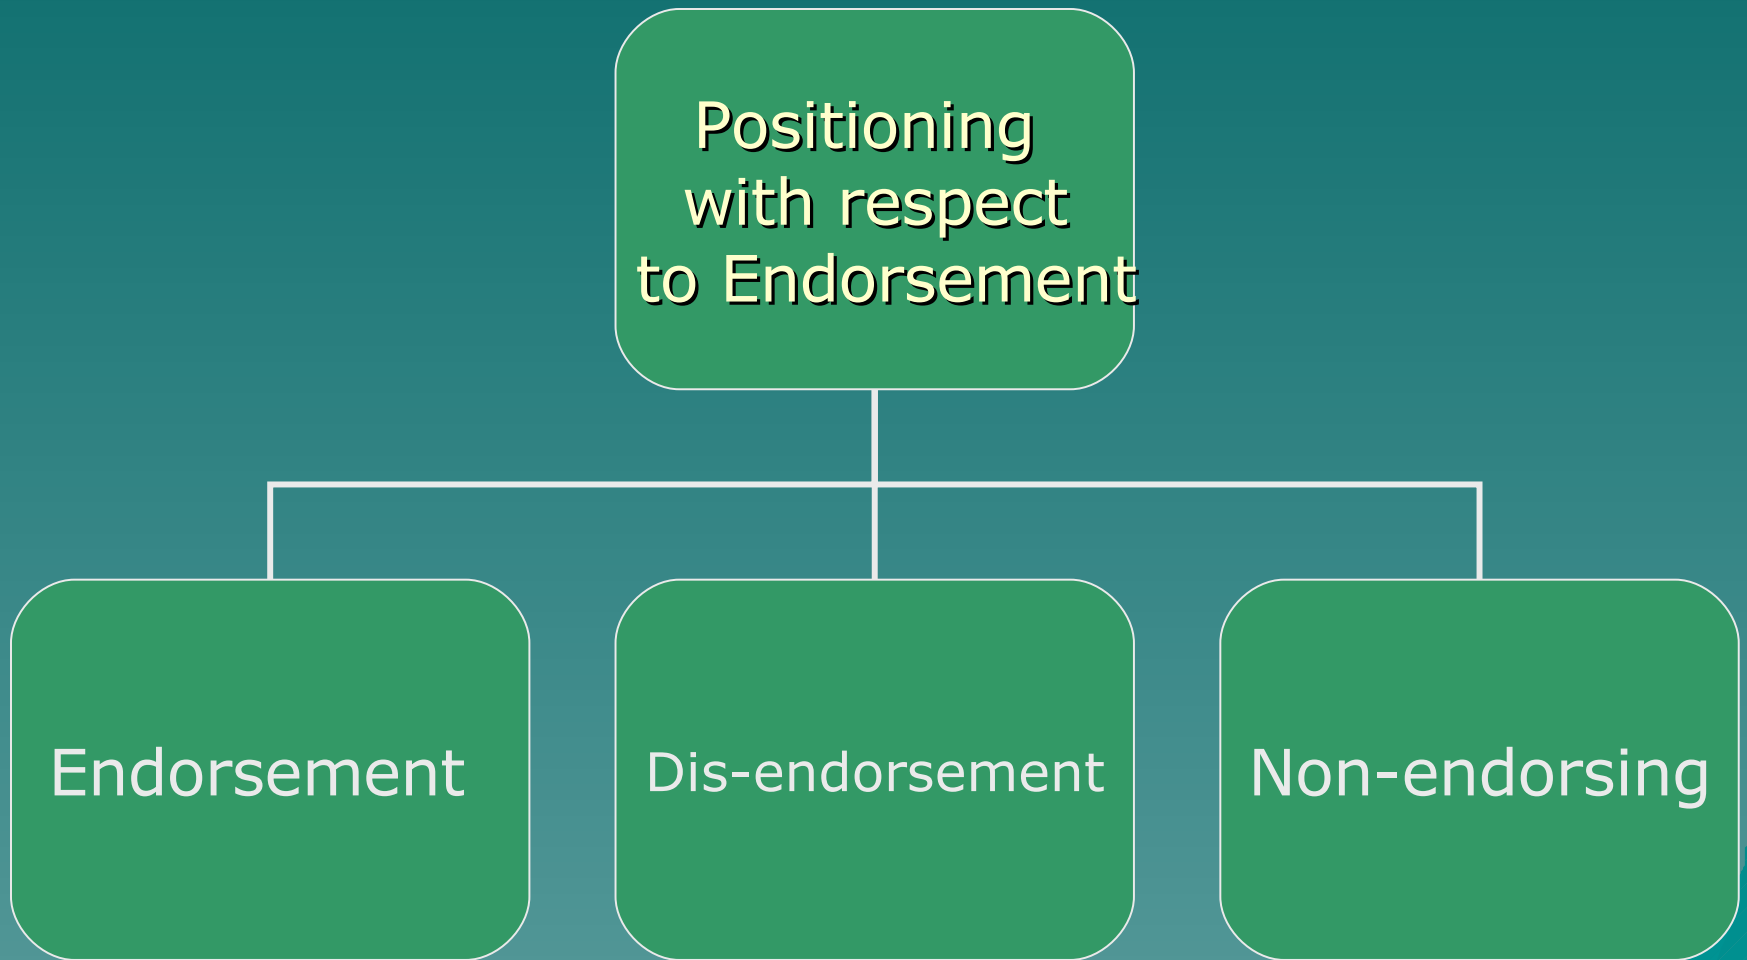 Positioning
with respect
to Endorsement
Endorsement
Dis-endorsement
Non-endorsing